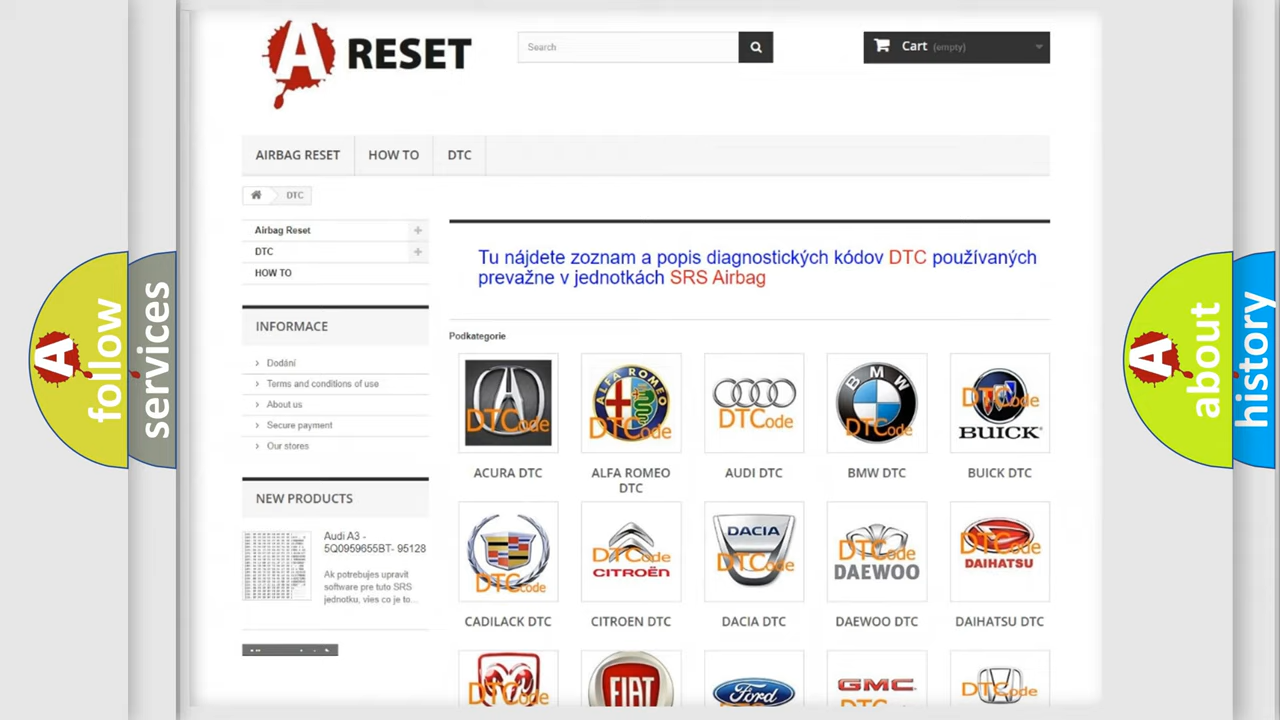 A RESET
Search
Cart (empty)
AIRBAG RESET
HOW TO
DTC
DTC
Airbag Reset
DTC
HOW TO
INFORMACE
Dodání
Terms and conditions of use
About us
Secure payment
Our stores
NEW PRODUCTS
Audi A3 -
5Q0959655BT- 95128
Ak potrebujes upravit
software pre tuto SRS
jednotku, vies co je to...
Tu nájdete zoznam a popis diagnostických kódov DTC používaných
prevažne v jednotkách SRS Airbag
Podkategorie
DTCode
ALFA ROMEO
DTCode
DTCode
BMW
DTCode
DTCode
BUICK
ACURA DTC
ALFA ROMEO
DTC
AUDI DTC
BMW DTC
BUICK DTC
DTCode
DTCode
CITROËN
DACIA
DTCode
DTCode
DAEWOO
DTCode
DAIHATSU
CADILACK DTC
CITROEN DTC
DACIA DTC
DAEWOO DTC
DAIHATSU DTC
DTCode
FIAT
Ford
GMC
DTCode
A follow
services
A about
history